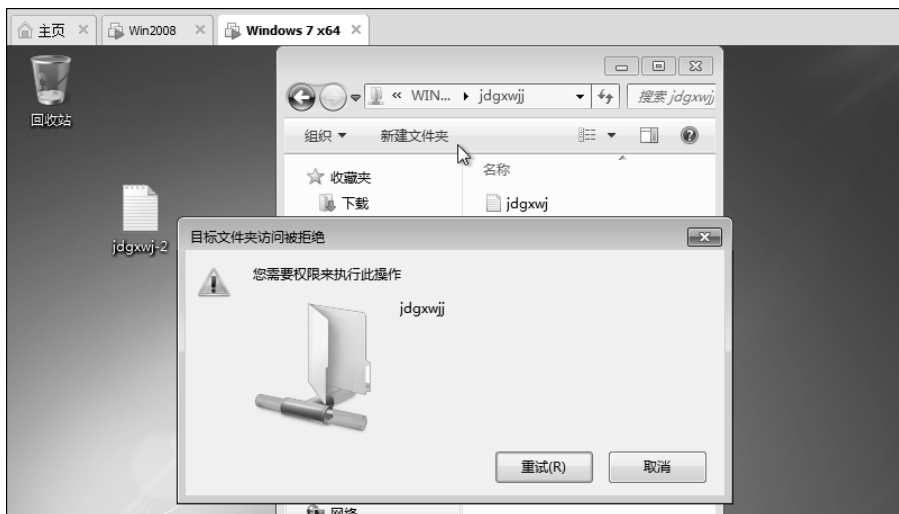 主页
Win2008
Windows 7 x64
回收站
« WIN... jdgxwjj
搜索 jdgxwj
组织
新建文件夹
收藏夹
下载
名称
jdgxwj
jdgxwj-2
目标文件夹访问被拒绝
您需要权限来执行此操作
jdgxwjj
重试(R)
取消
网络